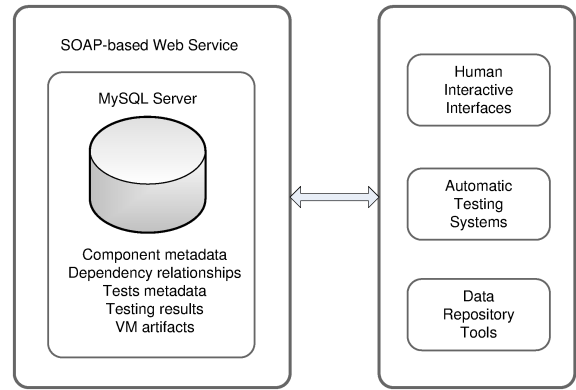 SOAP-based Web Service
MySQL Server
Component metadata
Dependency relationships
Tests metadata
Testing results
VM artifacts
Human
Interactive
Interfaces
Automatic
Testing
Systems
Data
Repository
Tools